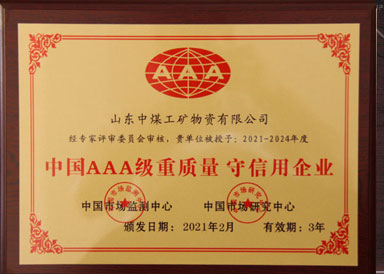 AAA
山东中煤工矿物资有限公司
经专家评审委员会审核，贵单位被授予：2021-2024年度
中国AAA级重质量 守信用企业
中国市场监测中心 中国市场研究中心
颁发日期：2021年2月 有效期：3年